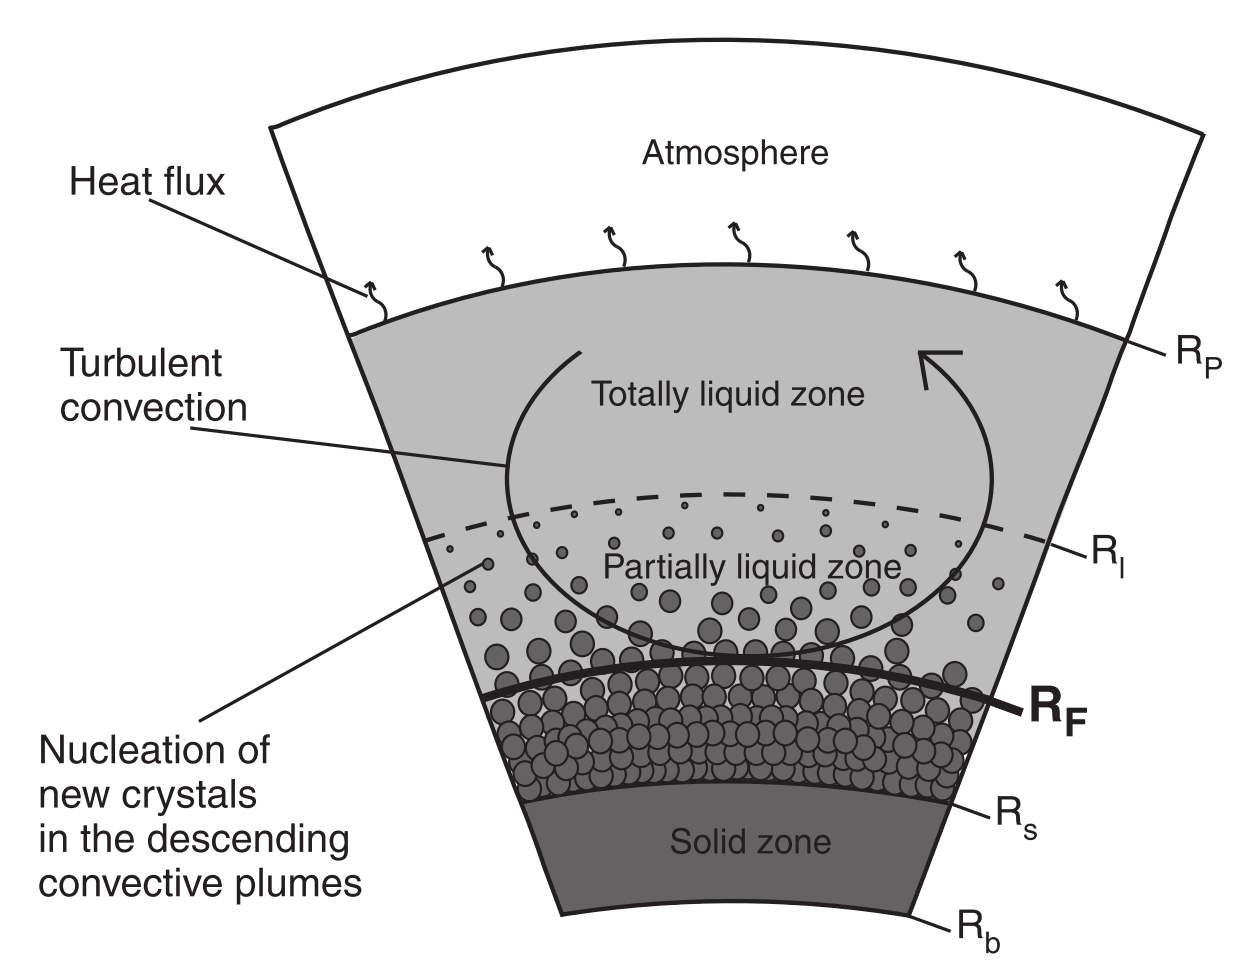 Atmosphere
Heat flux
R_P
Turbulent
convection
Totally liquid zone
R_l
Partially liquid zone
R_F
Nucleation of
new crystals
in the descending
convective plumes
R_s
Solid zone
R_b